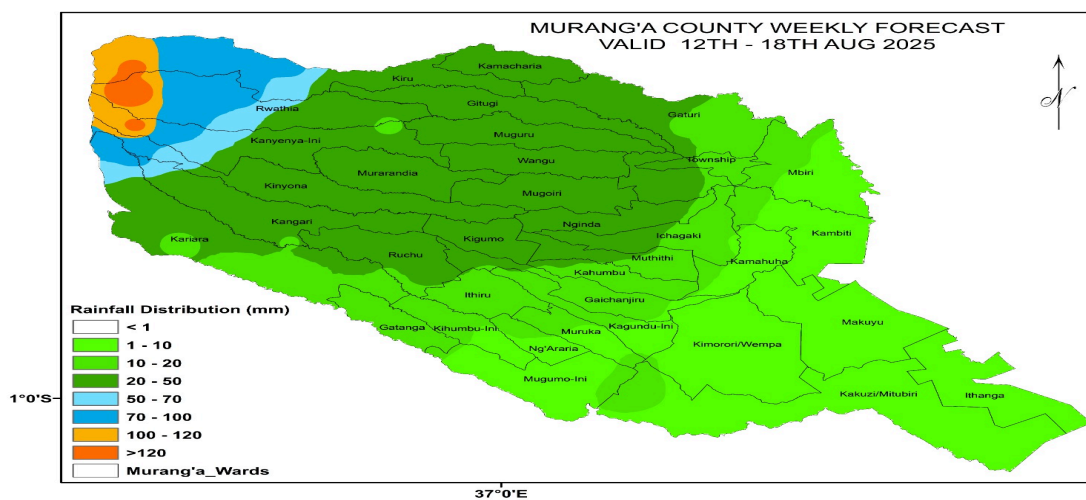 MURANG'A COUNTY WEEKLY FORECAST
VALID 12TH - 18TH AUG 2025
N
Kamacharia
Kiru
Gitugi
Rwathia
Gaturi
Muguru
Kanyenya-Ini
Wangu
Township
Murarandia
Mbiri
Kinyona
Mugoiri
Kangari
Nginda
Kambiti
Ichagaki
Kariara
Kigumo
Ruchu
Muthithi
Kamahuha
Kahumbu
Ithiru
Gaichanjiru
Makuyu
Gatanga
Kihumbu-Ini
Muruka
Kagundu-Ini
Kimorori/Wempa
Ng'Araria
Mugumo-Ini
Kakuzi/Mitubiri
Ithanga
Rainfall Distribution (mm)
< 1
1 - 10
10 - 20
20 - 50
50 - 70
70 - 100
100 - 120
>120
Murang'a_Wards
1°0'S
37°0'E